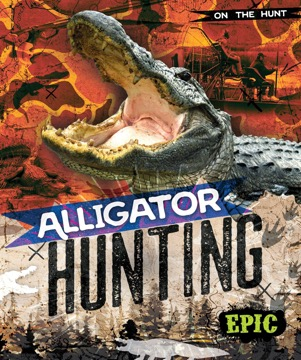 ON THE HUNT
ALLIGATOR
HUNTING
EPIC